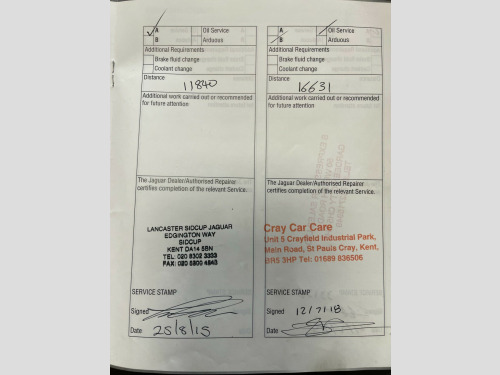 A Oil Service
B Arduous
Additional Requirements
Brake fluid change
Coolant change
Distance
11840
Additional work carried out or recommended
for future attention
The Jaguar Dealer/Authorised Repairer
certifies completion of the relevant Service.
LANCASTER SIDCUP JAGUAR
EDGINGTON WAY
SIDCUP
KENT DA14 5BN
TEL: 020 8302 3333
FAX: 020 8300 4843
SERVICE STAMP
Signed
Date 25/8/15
A Oil Service
B Arduous
Additional Requirements
Brake fluid change
Coolant change
Distance
16631
Additional work carried out or recommended
for future attention
The Jaguar Dealer/Authorised Repairer
certifies completion of the relevant Service.
Cray Car Care
Unit 5 Crayfield Industrial Park,
Main Road, St Pauls Cray, Kent,
BR5 3HP Tel: 01689 836506
SERVICE STAMP
Signed 12/7/18
Date